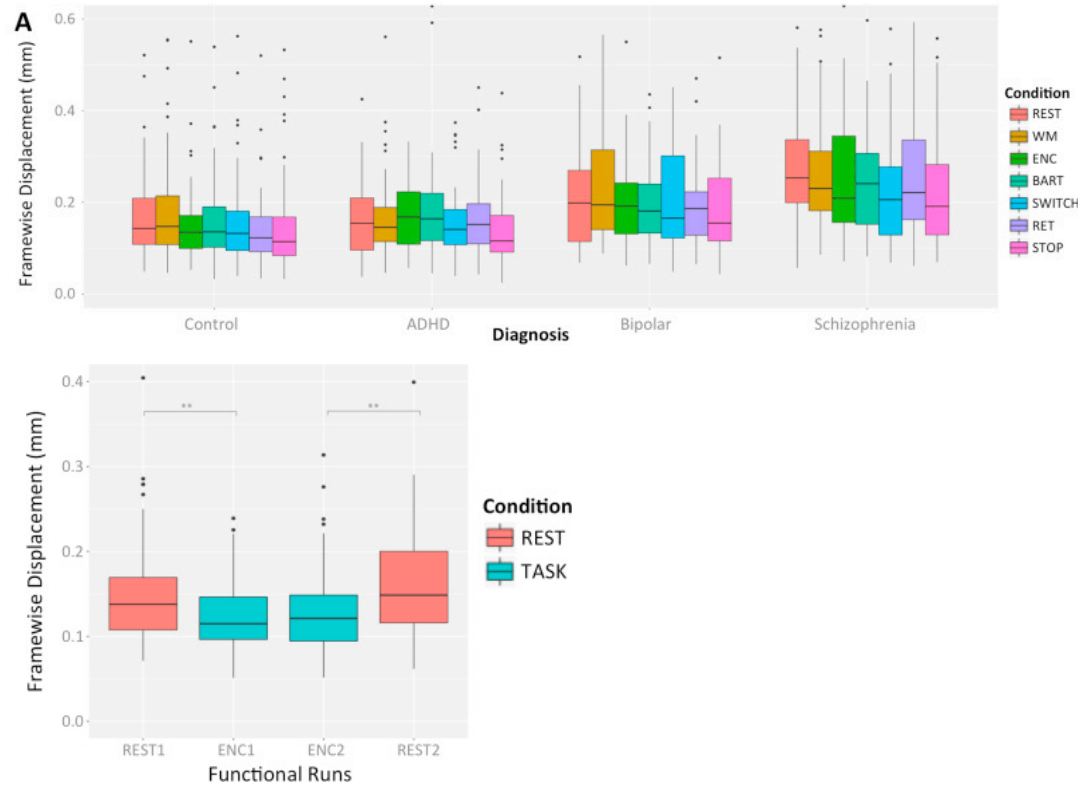 A
Framewise Displacement (mm)
0.6
0.4
0.2
0.0
Control ADHD Bipolar Schizophrenia
Diagnosis
Condition
REST
WM
ENC
BART
SWITCH
RET
STOP
Framewise Displacement (mm)
0.4
0.3
0.2
0.1
0.0
** **
REST1 ENC1 ENC2 REST2
Functional Runs
Condition
REST
TASK